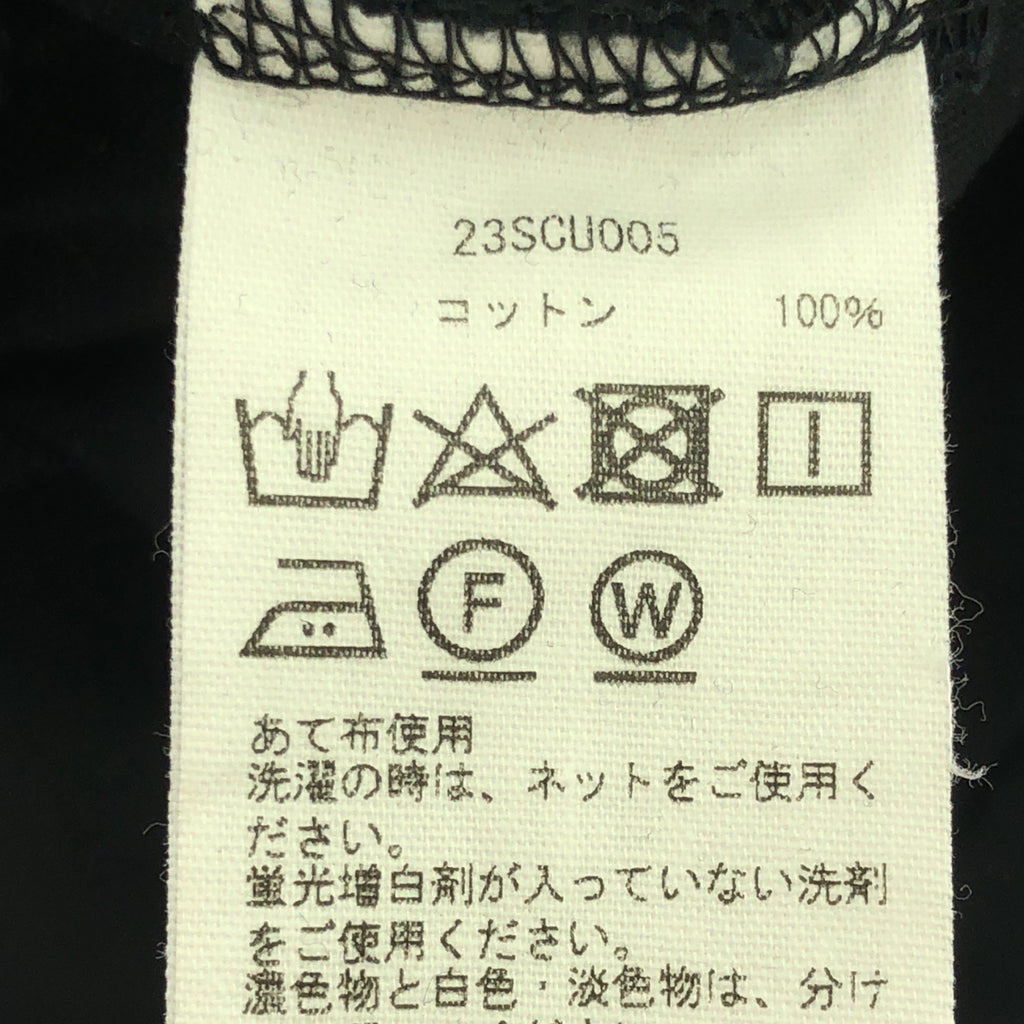 23SCU005
コットン 100%
F W
あて布使用
洗濯の時は、ネットをご使用く
ださい。
蛍光増白剤が入っていない洗剤
をご使用ください。
濃色物と白色・淡色物は、分け